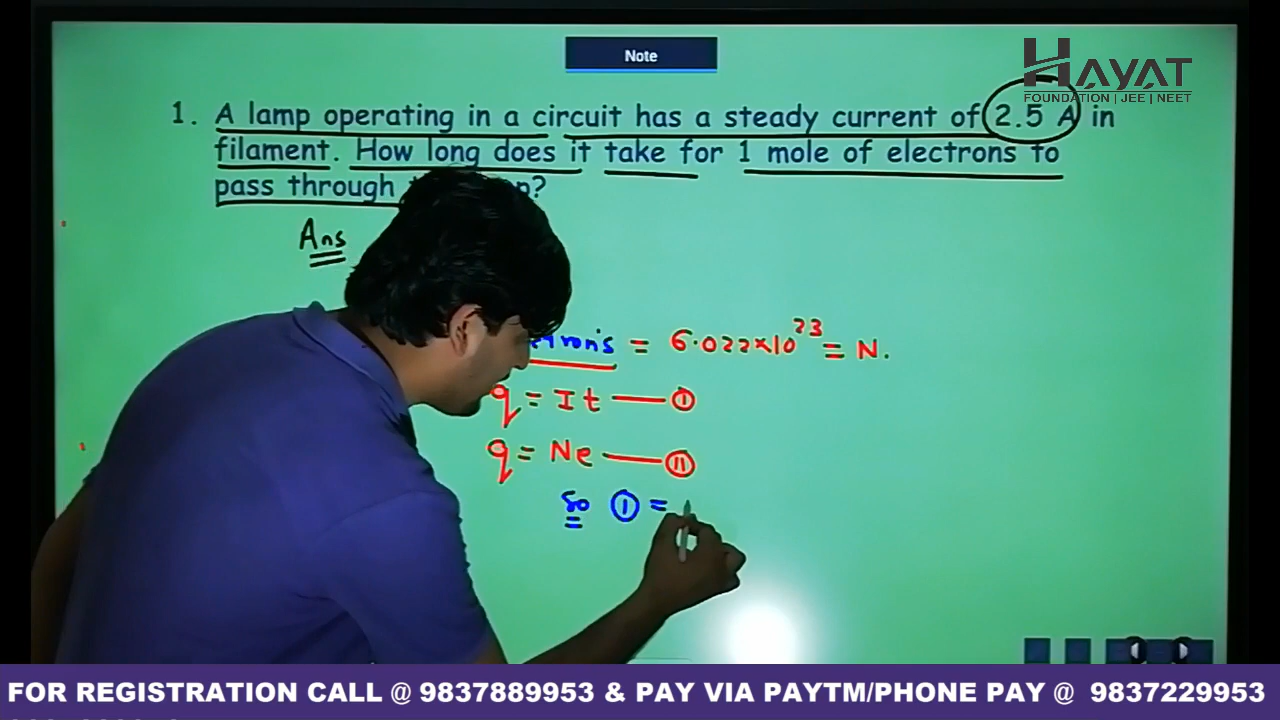 Note
HAYAT
FOUNDATION | JEE | NEET
1. A lamp operating in a circuit has a steady current of 2.5 A in
filament. How long does it take for 1 mole of electrons to
pass through
Ans
= 6.022×10²³ = N.
q = It — ①
q = Ne — ⑪
so ① =
FOR REGISTRATION CALL @ 9837889953 & PAY VIA PAYTM/PHONE PAY @ 9837229953